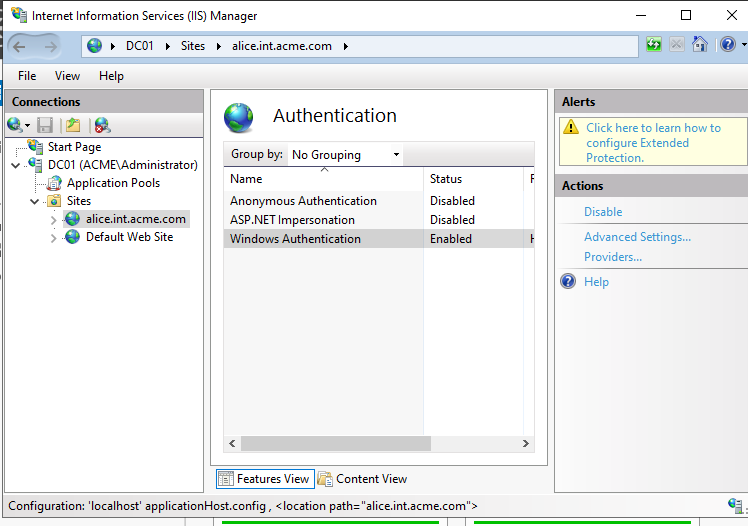 Internet Information Services (IIS) Manager
DC01 Sites alice.int.acme.com
File View Help
Connections
Start Page
DC01 (ACME\Administrator)
Application Pools
Sites
alice.int.acme.com
Default Web Site
Authentication
Group by: No Grouping
Name Status
Anonymous Authentication Disabled
ASP.NET Impersonation Disabled
Windows Authentication Enabled
Features View Content View
Alerts
Click here to learn how to
configure Extended
Protection.
Actions
Disable
Advanced Settings...
Providers...
Help
Configuration: 'localhost' applicationHost.config , <location path="alice.int.acme.com">